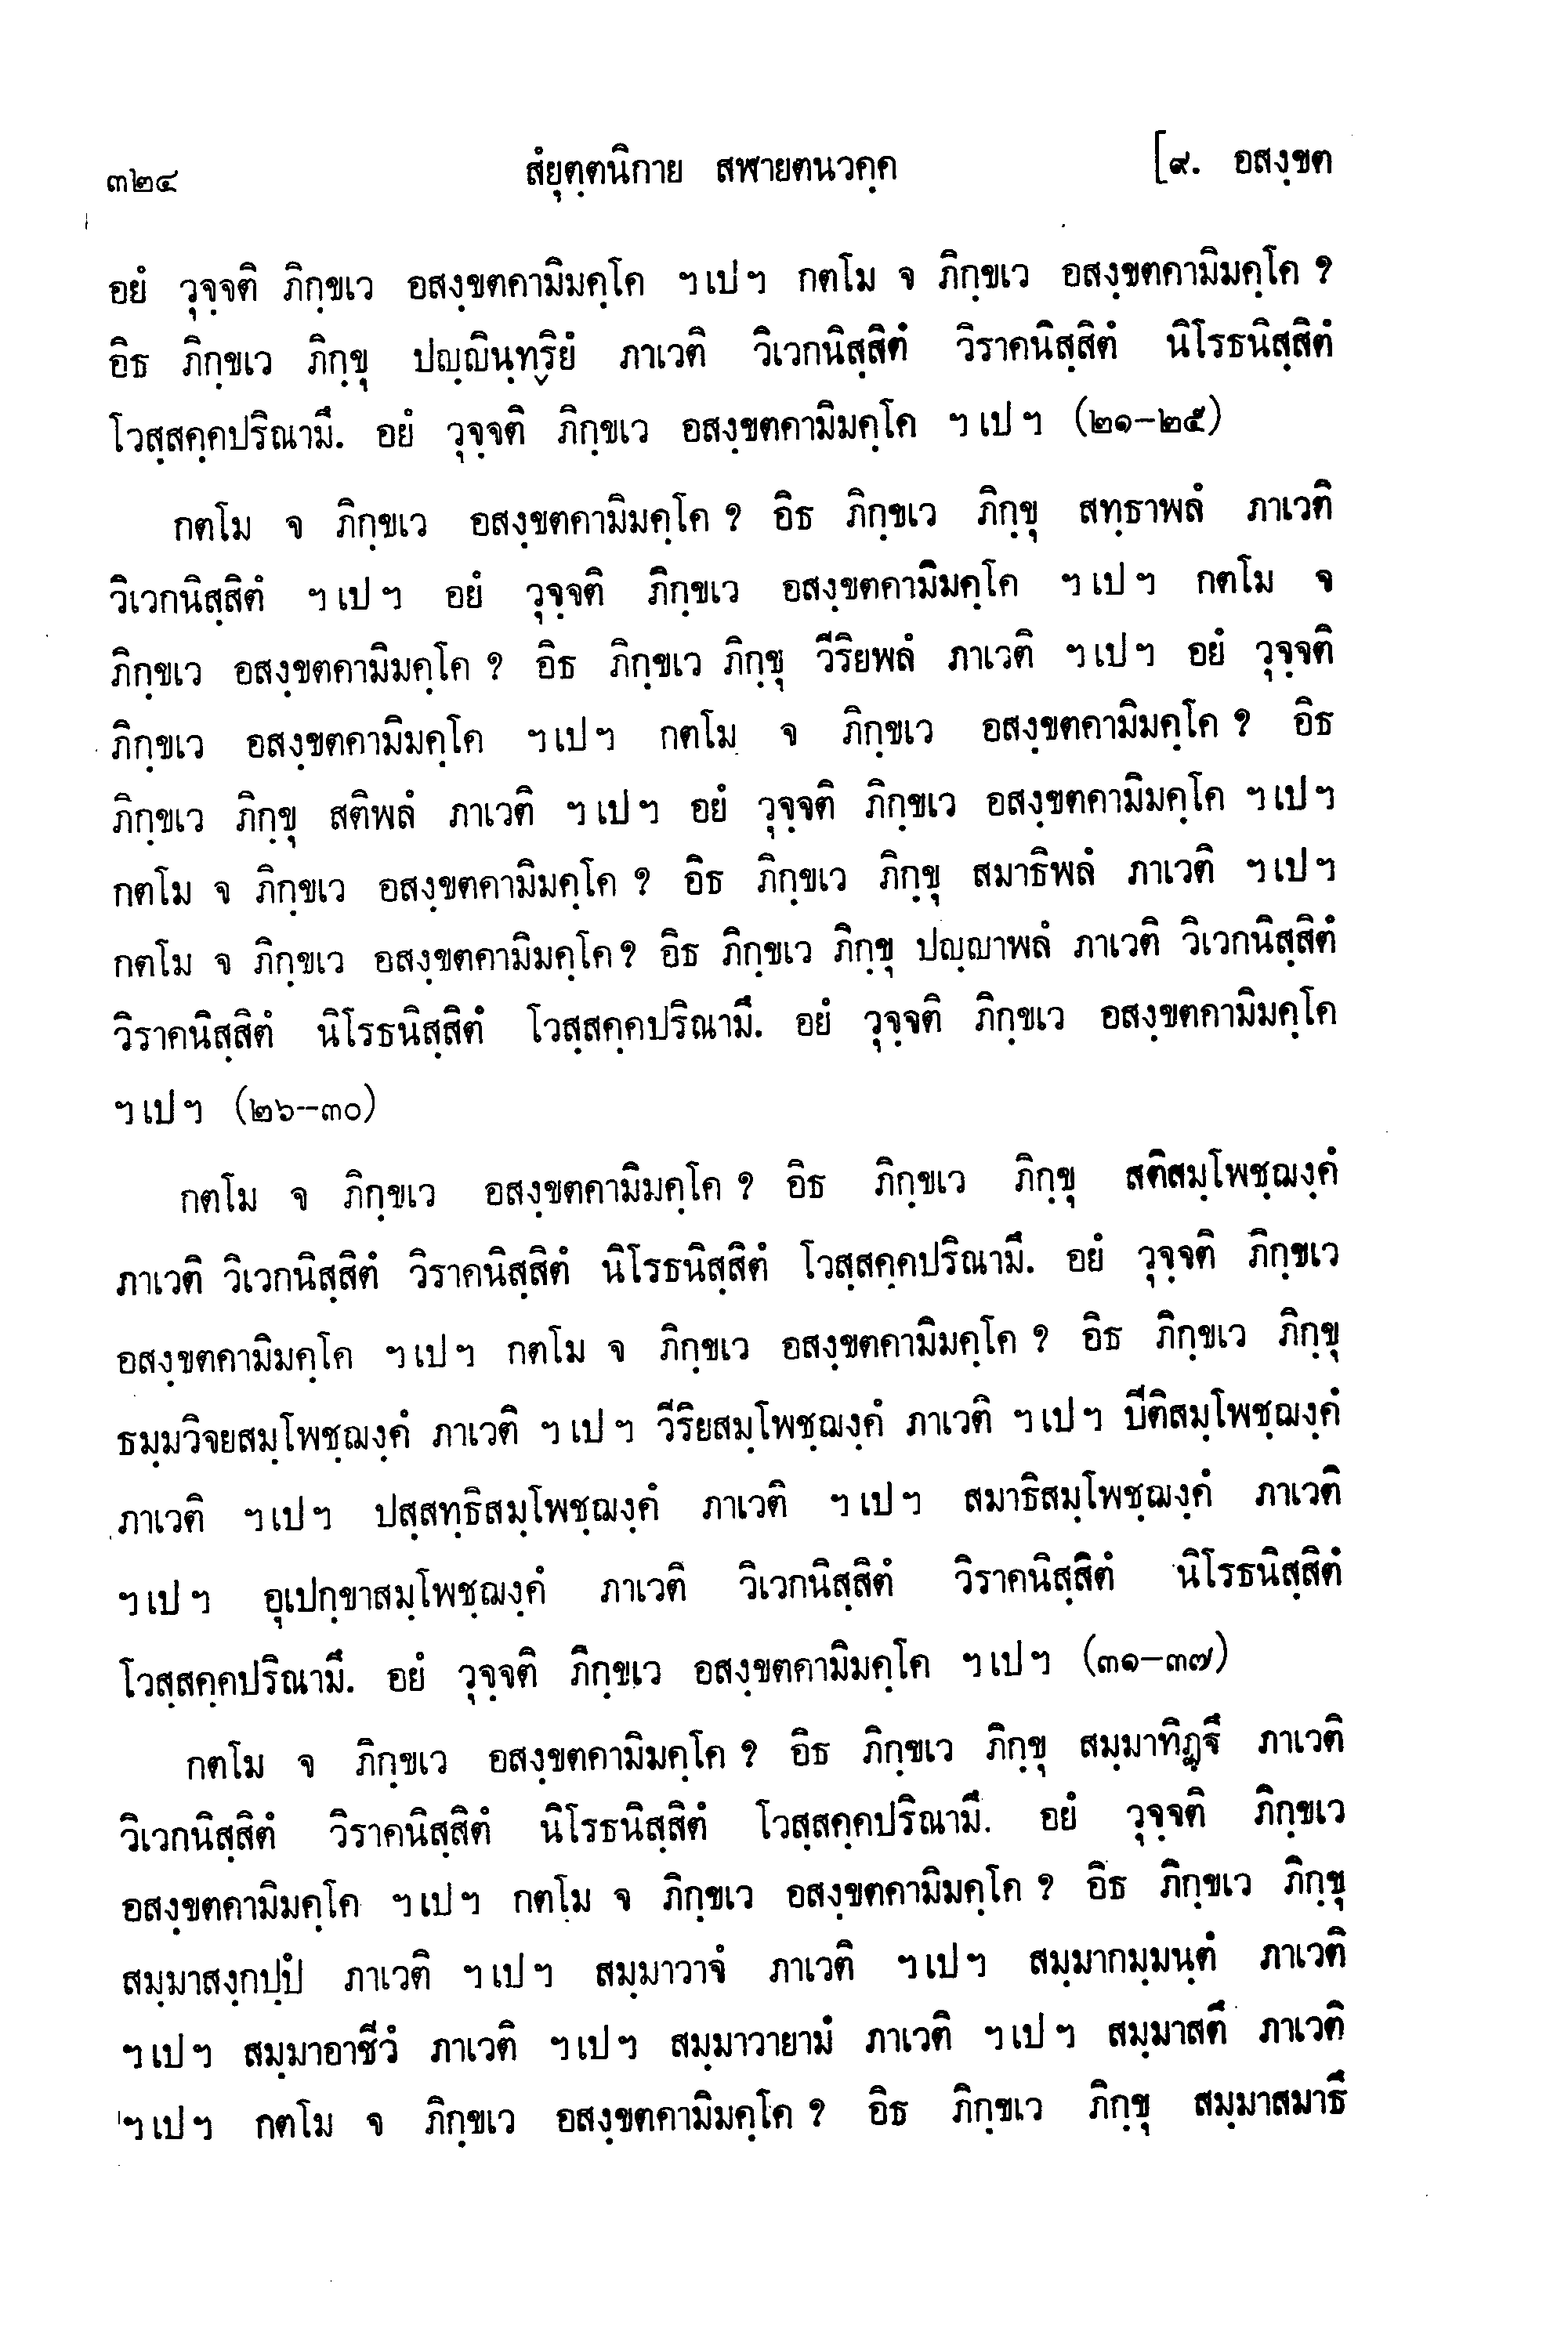 ๓๒๔ สํยุตฺตนิกาย สฬายตนวคฺค [๙. อสงฺขต
อยํ วุจฺจติ ภิกฺขเว อสงฺขตคามิมคฺโค ฯ เป ฯ กตโม จ ภิกฺขเว อสงฺขตคามิมคฺโค ?
อิธ ภิกฺขเว ภิกฺขุ ปญฺญินฺทฺริยํ ภาเวติ วิเวกนิสฺสิตํ วิราคนิสฺสิตํ นิโรธนิสฺสิตํ
โวสฺสคฺคปริณามึ. อยํ วุจฺจติ ภิกฺขเว อสงฺขตคามิมคฺโค ฯ เป ฯ (๒๑–๒๕)
กตโม จ ภิกฺขเว อสงฺขตคามิมคฺโค ? อิธ ภิกฺขเว ภิกฺขุ สทฺธาพลํ ภาเวติ
วิเวกนิสฺสิตํ ฯ เป ฯ อยํ วุจฺจติ ภิกฺขเว อสงฺขตคามิมคฺโค ฯ เป ฯ กตโม จ
ภิกฺขเว อสงฺขตคามิมคฺโค ? อิธ ภิกฺขเว ภิกฺขุ วีริยพลํ ภาเวติ ฯ เป ฯ อยํ วุจฺจติ
ภิกฺขเว อสงฺขตคามิมคฺโค ฯ เป ฯ กตโม จ ภิกฺขเว อสงฺขตคามิมคฺโค ? อิธ
ภิกฺขเว ภิกฺขุ สติพลํ ภาเวติ ฯ เป ฯ อยํ วุจฺจติ ภิกฺขเว อสงฺขตคามิมคฺโค ฯ เป ฯ
กตโม จ ภิกฺขเว อสงฺขตคามิมคฺโค ? อิธ ภิกฺขเว ภิกฺขุ สมาธิพลํ ภาเวติ ฯ เป ฯ
กตโม จ ภิกฺขเว อสงฺขตคามิมคฺโค ? อิธ ภิกฺขเว ภิกฺขุ ปญฺญาพลํ ภาเวติ วิเวกนิสฺสิตํ
วิราคนิสฺสิตํ นิโรธนิสฺสิตํ โวสฺสคฺคปริณามึ. อยํ วุจฺจติ ภิกฺขเว อสงฺขตคามิมคฺโค
ฯ เป ฯ (๒๖–๓๐)
กตโม จ ภิกฺขเว อสงฺขตคามิมคฺโค ? อิธ ภิกฺขเว ภิกฺขุ สติสมฺโพชฺฌงฺคํ
ภาเวติ วิเวกนิสฺสิตํ วิราคนิสฺสิตํ นิโรธนิสฺสิตํ โวสฺสคฺคปริณามึ. อยํ วุจฺจติ ภิกฺขเว
อสงฺขตคามิมคฺโค ฯ เป ฯ กตโม จ ภิกฺขเว อสงฺขตคามิมคฺโค ? อิธ ภิกฺขเว ภิกฺขุ
ธมฺมวิจยสมฺโพชฺฌงฺคํ ภาเวติ ฯ เป ฯ วีริยสมฺโพชฺฌงฺคํ ภาเวติ ฯ เป ฯ ปีติสมฺโพชฺฌงฺคํ
ภาเวติ ฯ เป ฯ ปสฺสทฺธิสมฺโพชฺฌงฺคํ ภาเวติ ฯ เป ฯ สมาธิสมฺโพชฺฌงฺคํ ภาเวติ
ฯ เป ฯ อุเปกฺขาสมฺโพชฺฌงฺคํ ภาเวติ วิเวกนิสฺสิตํ วิราคนิสฺสิตํ นิโรธนิสฺสิตํ
โวสฺสคฺคปริณามึ. อยํ วุจฺจติ ภิกฺขเว อสงฺขตคามิมคฺโค ฯ เป ฯ (๓๑–๓๗)
กตโม จ ภิกฺขเว อสงฺขตคามิมคฺโค ? อิธ ภิกฺขเว ภิกฺขุ สมฺมาทิฏฺฐึ ภาเวติ
วิเวกนิสฺสิตํ วิราคนิสฺสิตํ นิโรธนิสฺสิตํ โวสฺสคฺคปริณามึ. อยํ วุจฺจติ ภิกฺขเว
อสงฺขตคามิมคฺโค ฯ เป ฯ กตโม จ ภิกฺขเว อสงฺขตคามิมคฺโค ? อิธ ภิกฺขเว ภิกฺขุ
สมฺมาสงฺกปฺปํ ภาเวติ ฯ เป ฯ สมฺมาวาจํ ภาเวติ ฯ เป ฯ สมฺมากมฺมนฺตํ ภาเวติ
ฯ เป ฯ สมฺมาอาชีวํ ภาเวติ ฯ เป ฯ สมฺมาวายามํ ภาเวติ ฯ เป ฯ สมฺมาสตึ ภาเวติ
ฯ เป ฯ กตโม จ ภิกฺขเว อสงฺขตคามิมคฺโค ? อิธ ภิกฺขเว ภิกฺขุ สมฺมาสมาธึ